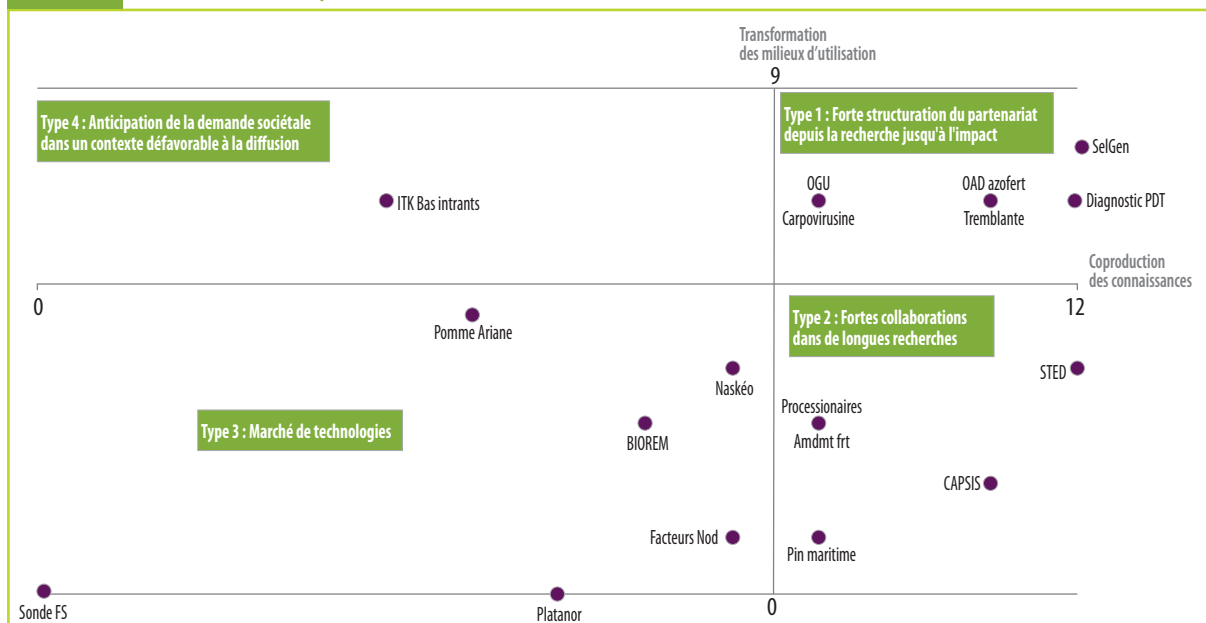 Transformation
des milieux d'utilisation
9
Type 4 : Anticipation de la demande sociétale
dans un contexte défavorable à la diffusion
Type 1 : Forte structuration du partenariat
depuis la recherche jusqu'à l'impact
SelGen
ITK Bas intrants
OGU
Carpovirusine
OAD azofert
Tremblante
Diagnostic PDT
Coproduction
des connaissances
0
12
Pomme Ariane
Type 2 : Fortes collaborations
dans de longues recherches
Naskéo
STED
Type 3 : Marché de technologies
BIOREM
Processionaires
Amdmt frt
CAPSIS
Facteurs Nod
Pin maritime
Sonde FS
Platanor
0